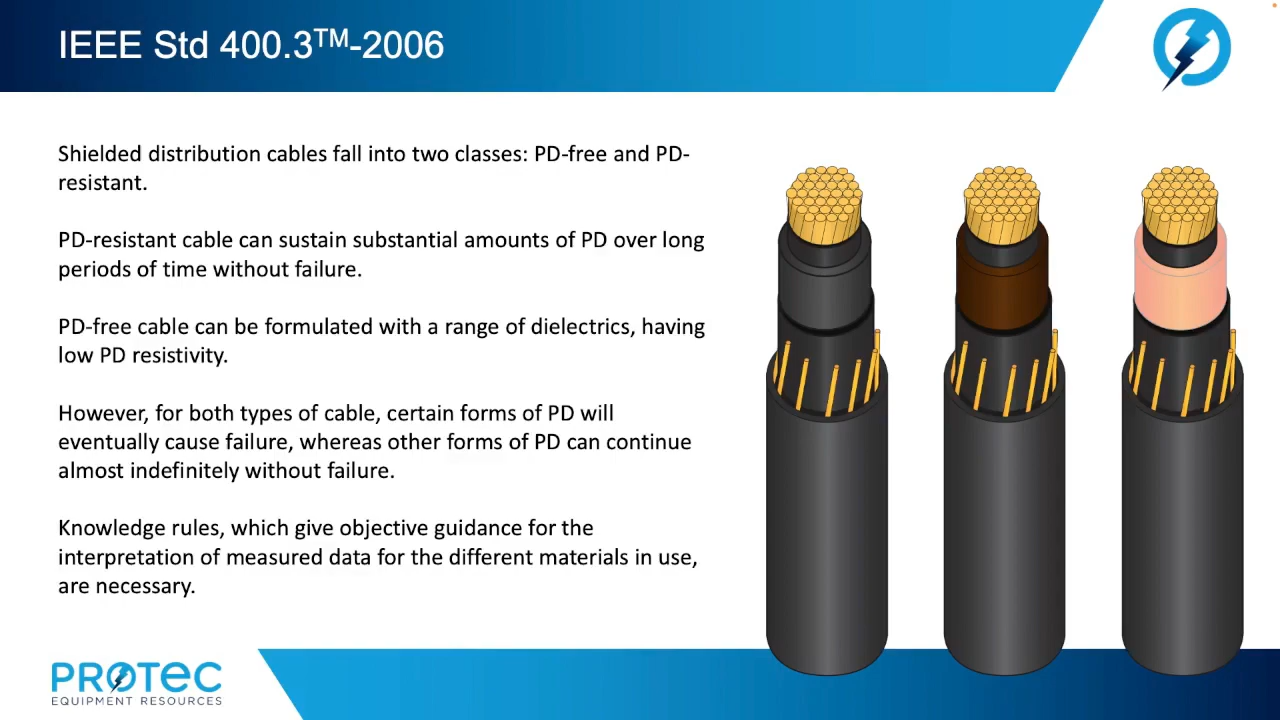 IEEE Std 400.3™-2006
Shielded distribution cables fall into two classes: PD-free and PD-
resistant.
PD-resistant cable can sustain substantial amounts of PD over long
periods of time without failure.
PD-free cable can be formulated with a range of dielectrics, having
low PD resistivity.
However, for both types of cable, certain forms of PD will
eventually cause failure, whereas other forms of PD can continue
almost indefinitely without failure.
Knowledge rules, which give objective guidance for the
interpretation of measured data for the different materials in use,
are necessary.
PROTEC
EQUIPMENT RESOURCES